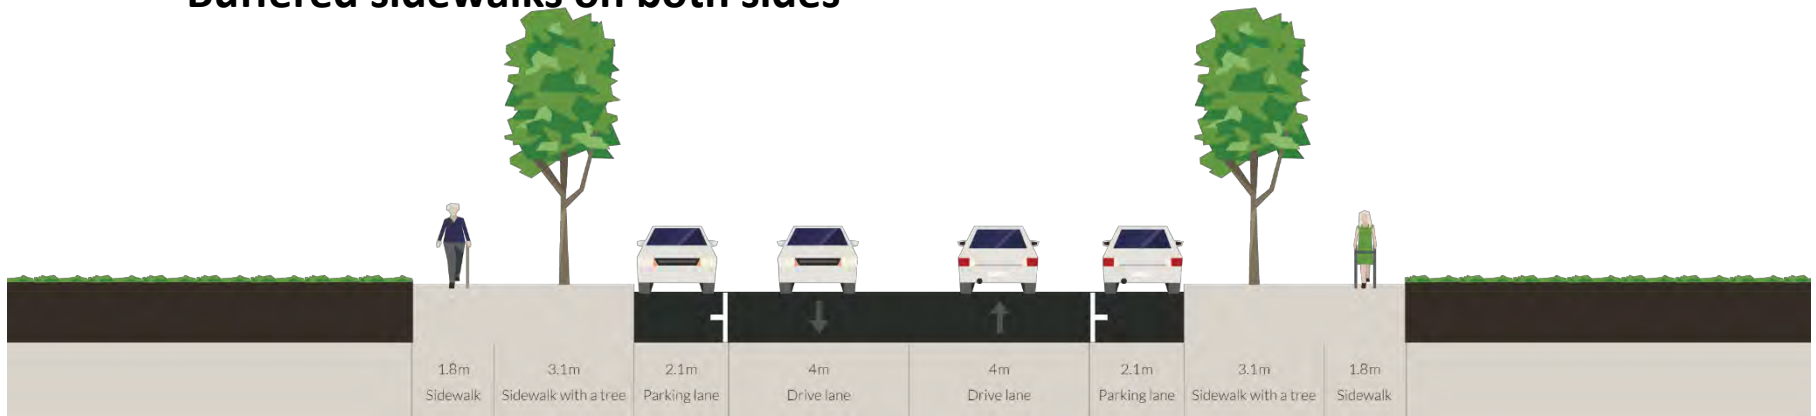 Buffered sidewalks on both sides
1.8m
Sidewalk
3.1m
Sidewalk with a tree
2.1m
Parking lane
4m
Drive lane
4m
Drive lane
2.1m
Parking lane
3.1m
Sidewalk with a tree
1.8m
Sidewalk